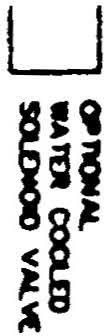 OPTIONAL
WATER COOLED
SOLENOID VALVE